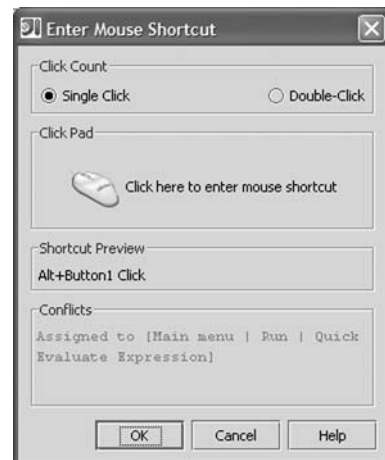 Enter Mouse Shortcut
Click Count
Single Click Double-Click
Click Pad
Click here to enter mouse shortcut
Shortcut Preview
Alt+Button1 Click
Conflicts
Assigned to [Main menu | Run | Quick
Evaluate Expression]
OK Cancel Help